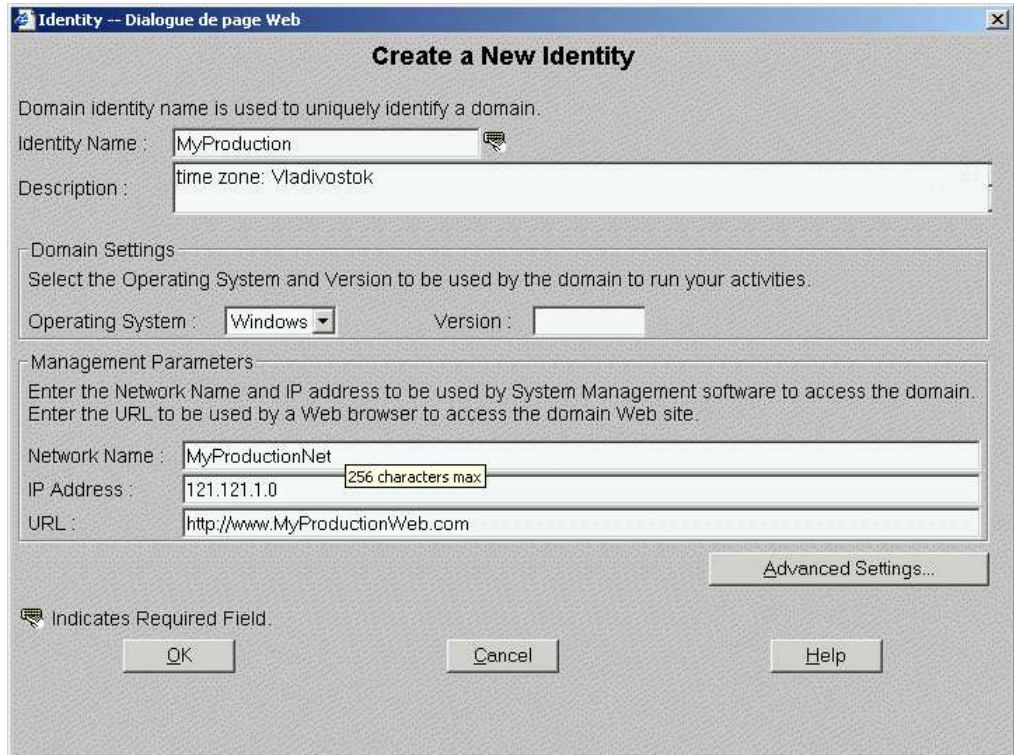 Identity -- Dialogue de page Web
Create a New Identity
Domain identity name is used to uniquely identify a domain.
Identity Name : MyProduction
Description : time zone: Vladivostok
Domain Settings
Select the Operating System and Version to be used by the domain to run your activities.
Operating System : Windows Version :
Management Parameters
Enter the Network Name and IP address to be used by System Management software to access the domain.
Enter the URL to be used by a Web browser to access the domain Web site.
Network Name : MyProductionNet
256 characters max
IP Address : 121.121.1.0
URL : http://www.MyProductionWeb.com
Advanced Settings...
Indicates Required Field.
OK Cancel Help